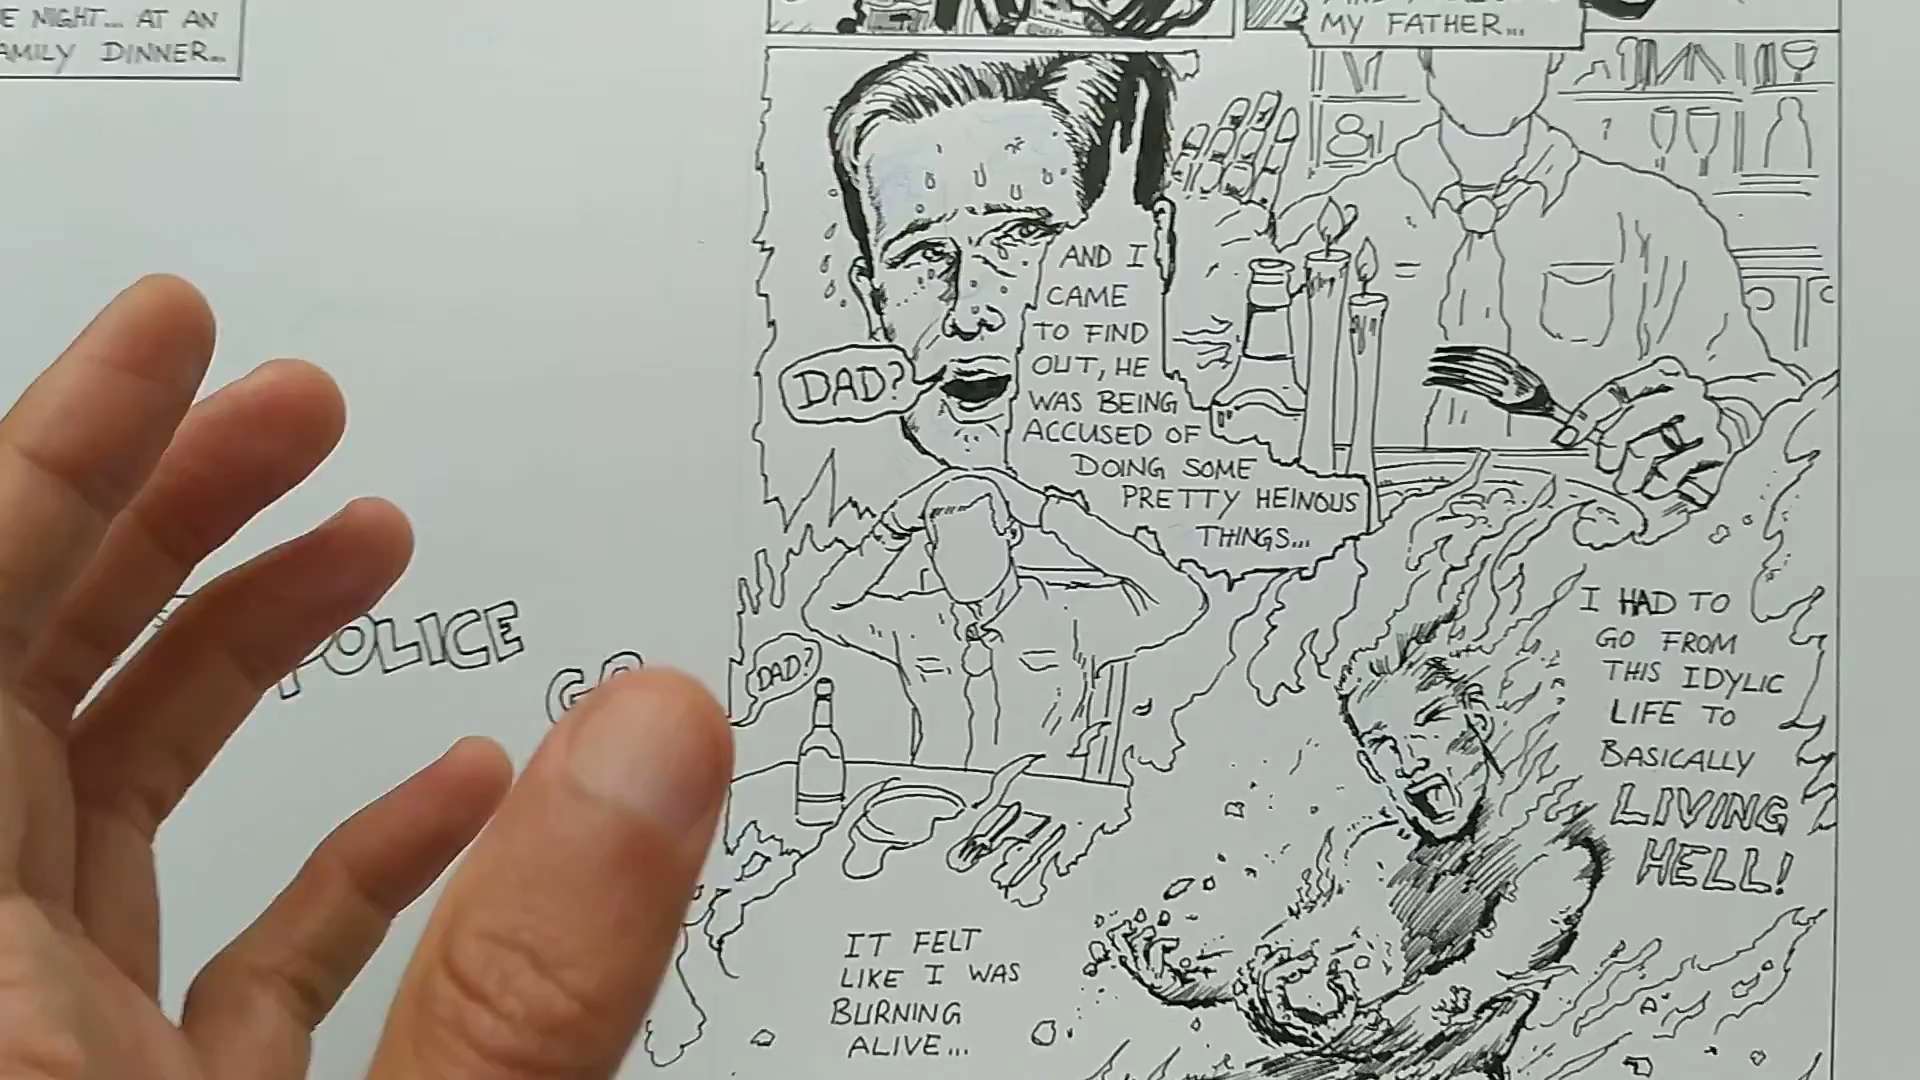 E NIGHT... AT AN
AMILY DINNER...
MY FATHER...
DAD?
AND I
CAME
TO FIND
OUT, HE
WAS BEING
ACCUSED OF
DOING SOME
PRETTY HEINOUS
THINGS...
POLICE
DAD?
I HAD TO
GO FROM
THIS IDYLIC
LIFE TO
BASICALLY
LIVING
HELL!
IT FELT
LIKE I WAS
BURNING
ALIVE...